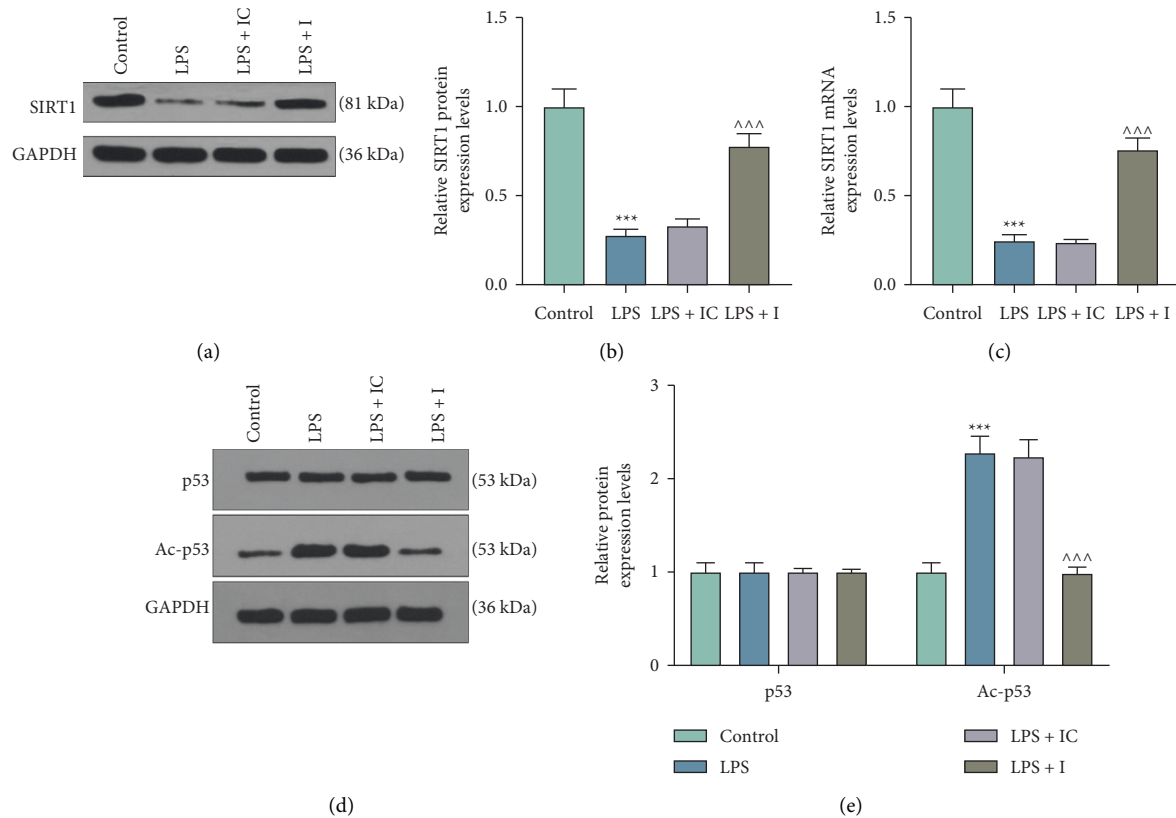 Control
LPS
LPS + IC
LPS + I
SIRT1
(81 kDa)
GAPDH
(36 kDa)
(a)
Relative SIRT1 protein
expression levels
1.5
1.0
0.5
0.0
***
^^^
Control LPS LPS + IC LPS + I
(b)
Relative SIRT1 mRNA
expression levels
1.5
1.0
0.5
0.0
***
^^^
Control LPS LPS + IC LPS + I
(c)
Control
LPS
LPS + IC
LPS + I
p53
(53 kDa)
Ac-p53
(53 kDa)
GAPDH
(36 kDa)
(d)
Relative protein
expression levels
3
2
1
0
***
^^^
p53 Ac-p53
Control
LPS
LPS + IC
LPS + I
(e)